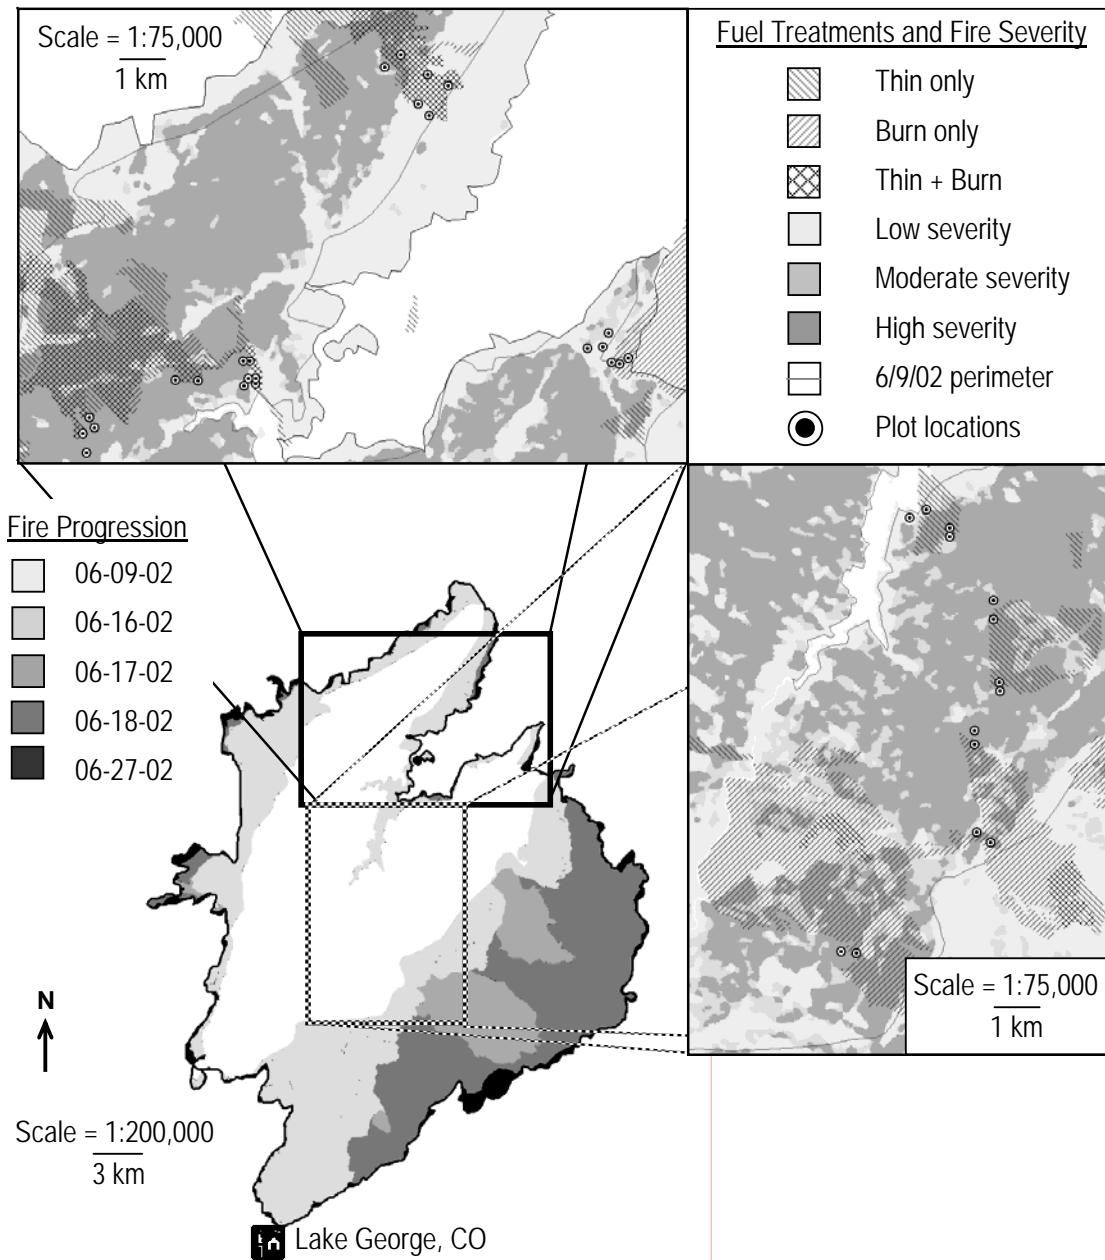 Scale = 1:75,000
1 km
Fuel Treatments and Fire Severity
Thin only
Burn only
Thin + Burn
Low severity
Moderate severity
High severity
6/9/02 perimeter
Plot locations
Fire Progression
06-09-02
06-16-02
06-17-02
06-18-02
06-27-02
N
Scale = 1:200,000
3 km
Scale = 1:75,000
1 km
Lake George, CO